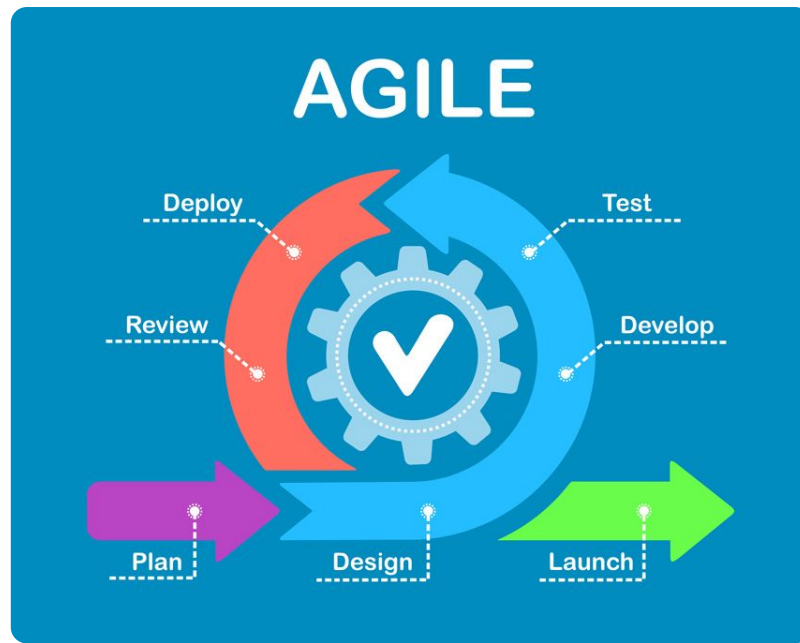 AGILE
Deploy
Test
Review
Develop
Plan
Design
Launch